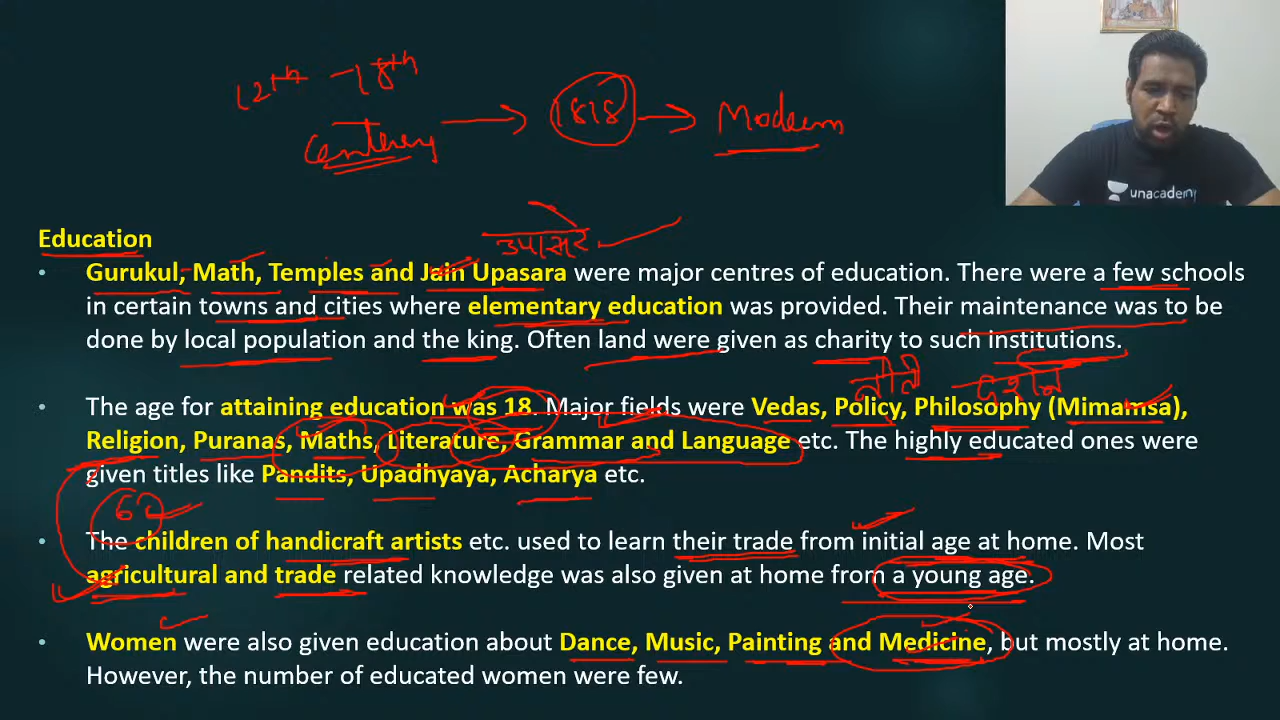 12th - 18th
1818
Modern
Century
unacademy
Education
उपासरे
• Gurukul, Math, Temples and Jain Upasara were major centres of education. There were a few schools
in certain towns and cities where elementary education was provided. Their maintenance was to be
done by local population and the king. Often land were given as charity to such institutions.
नीति दर्शन
• The age for attaining education was 18. Major fields were Vedas, Policy, Philosophy (Mimamsa),
Religion, Puranas, Maths, Literature, Grammar and Language etc. The highly educated ones were
given titles like Pandits, Upadhyaya, Acharya etc.
• The children of handicraft artists etc. used to learn their trade from initial age at home. Most
agricultural and trade related knowledge was also given at home from a young age.
• Women were also given education about Dance, Music, Painting and Medicine, but mostly at home.
However, the number of educated women were few.